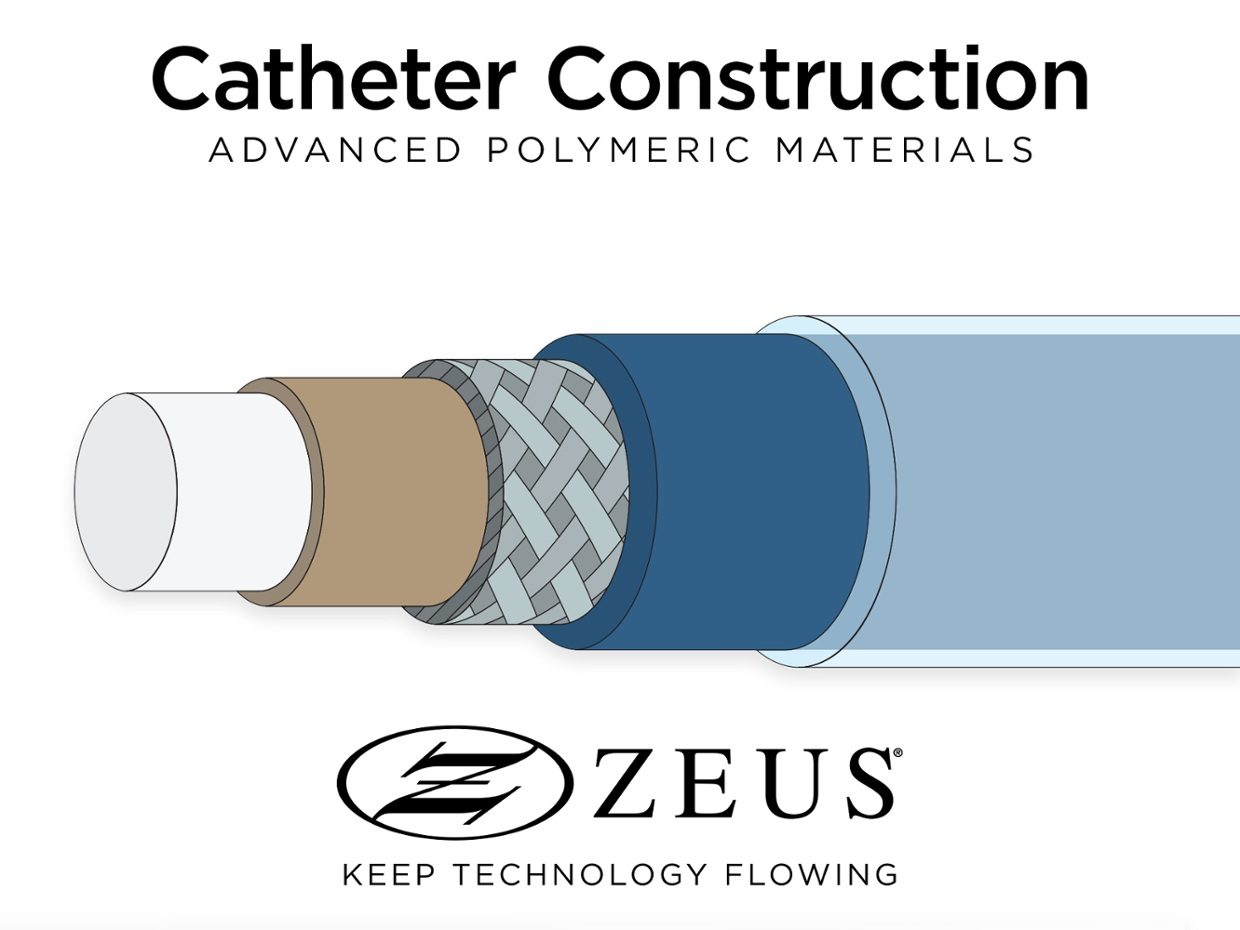 Catheter Construction
ADVANCED POLYMERIC MATERIALS
ZEUS®
KEEP TECHNOLOGY FLOWING